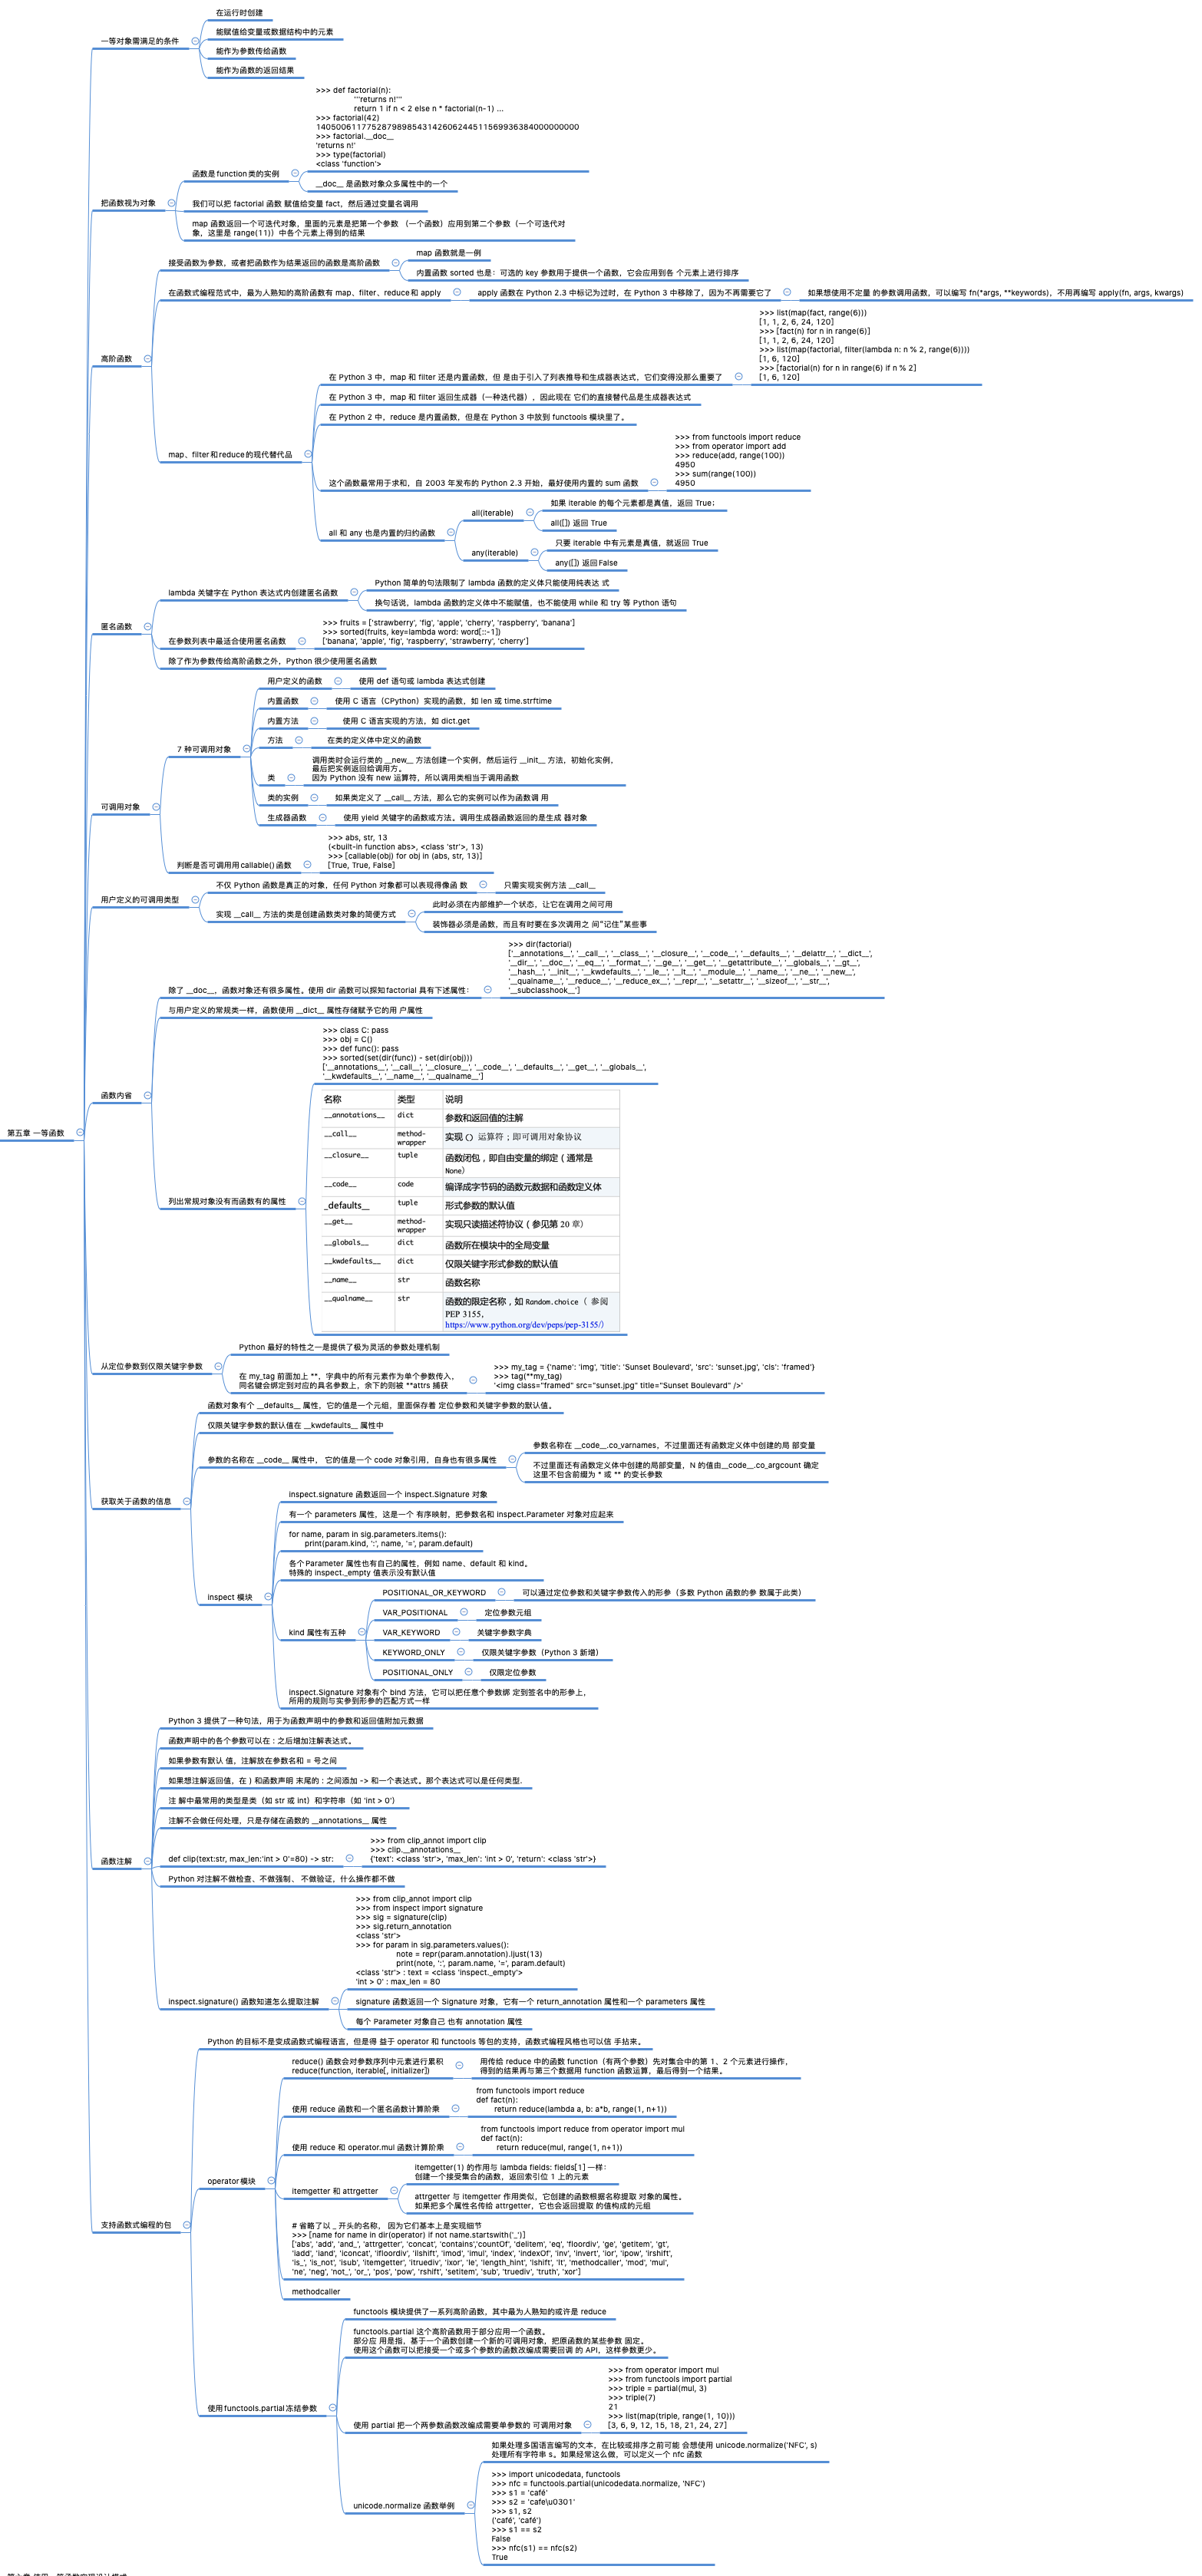 在运行时创建
能赋值给变量或数据结构中的元素
一等对象需满足的条件
能作为参数传给函数
能作为函数的返回结果
>>> def factorial(n):
'''returns n!'''
return 1 if n < 2 else n * factorial(n-1) ...
>>> factorial(42)
1405006117752879898543142606244511569936384000000000
>>> factorial.__doc__
'returns n!'
>>> type(factorial)
<class 'function'>
函数是function类的实例
__doc__ 是函数对象众多属性中的一个
把函数视为对象
我们可以把 factorial 函数 赋值给变量 fact，然后通过变量名调用
map 函数返回一个可迭代对象，里面的元素是把第一个参数 （一个函数）应用到第二个参数（一个可迭代对
象，这里是 range(11)）中各个元素上得到的结果
map 函数就是一例
接受函数为参数，或者把函数作为结果返回的函数是高阶函数
内置函数 sorted 也是：可选的 key 参数用于提供一个函数，它会应用到各 个元素上进行排序
在函数式编程范式中，最为人熟知的高阶函数有 map、filter、reduce和 apply
apply 函数在 Python 2.3 中标记为过时，在 Python 3 中移除了，因为不再需要它了
如果想使用不定量 的参数调用函数，可以编写 fn(*args, **keywords)，不用再编写 apply(fn, args, kwargs)
高阶函数
>>> list(map(fact, range(6)))
[1, 1, 2, 6, 24, 120]
>>> [fact(n) for n in range(6)]
[1, 1, 2, 6, 24, 120]
>>> list(map(factorial, filter(lambda n: n % 2, range(6))))
[1, 6, 120]
>>> [factorial(n) for n in range(6) if n % 2]
[1, 6, 120]
在 Python 3 中，map 和 filter 还是内置函数，但 是由于引入了列表推导和生成器表达式，它们变得没那么重要了
在 Python 3 中，map 和 filter 返回生成器（一种迭代器），因此现在 它们的直接替代品是生成器表达式
在 Python 2 中，reduce 是内置函数，但是在 Python 3 中放到 functools 模块里了。
map、filter和reduce的现代替代品
>>> from functools import reduce
>>> from operator import add
>>> reduce(add, range(100))
4950
>>> sum(range(100))
4950
这个函数最常用于求和，自 2003 年发布的 Python 2.3 开始，最好使用内置的 sum 函数
如果 iterable 的每个元素都是真值，返回 True：
all(iterable)
all([]) 返回 True
all 和 any 也是内置的归约函数
只要 iterable 中有元素是真值，就返回 True
any(iterable)
any([]) 返回False
Python 简单的句法限制了 lambda 函数的定义体只能使用纯表达 式
lambda 关键字在 Python 表达式内创建匿名函数
换句话说，lambda 函数的定义体中不能赋值，也不能使用 while 和 try 等 Python 语句
匿名函数
>>> fruits = ['strawberry', 'fig', 'apple', 'cherry', 'raspberry', 'banana']
>>> sorted(fruits, key=lambda word: word[::-1])
['banana', 'apple', 'fig', 'raspberry', 'strawberry', 'cherry']
在参数列表中最适合使用匿名函数
除了作为参数传给高阶函数之外，Python 很少使用匿名函数
用户定义的函数
使用 def 语句或 lambda 表达式创建
内置函数
使用 C 语言（CPython）实现的函数，如 len 或 time.strftime
内置方法
使用 C 语言实现的方法，如 dict.get
方法
在类的定义体中定义的函数
7 种可调用对象
调用类时会运行类的 __new__ 方法创建一个实例，然后运行 __init__ 方法，初始化实例，
最后把实例返回给调用方。
因为 Python 没有 new 运算符，所以调用类相当于调用函数
类
类的实例
如果类定义了 __call__ 方法，那么它的实例可以作为函数调 用
可调用对象
生成器函数
使用 yield 关键字的函数或方法。调用生成器函数返回的是生成 器对象
>>> abs, str, 13
(<built-in function abs>, <class 'str'>, 13)
>>> [callable(obj) for obj in (abs, str, 13)]
[True, True, False]
判断是否可调用用callable()函数
不仅 Python 函数是真正的对象，任何 Python 对象都可以表现得像函 数
只需实现实例方法 __call__
用户定义的可调用类型
此时必须在内部维护一个状态，让它在调用之间可用
实现 __call__ 方法的类是创建函数类对象的简便方式
装饰器必须是函数，而且有时要在多次调用之 间“记住”某些事
>>> dir(factorial)
['__annotations__', '__call__', '__class__', '__closure__', '__code__', '__defaults__', '__delattr__', '__dict__',
'__dir__', '__doc__', '__eq__', '__format__', '__ge__', '__get__', '__getattribute__', '__globals__', '__gt__',
'__hash__', '__init__', '__kwdefaults__', '__le__', '__lt__', '__module__', '__name__', '__ne__', '__new__',
'__qualname__', '__reduce__', '__reduce_ex__', '__repr__', '__setattr__', '__sizeof__', '__str__',
'__subclasshook__']
除了 __doc__，函数对象还有很多属性。使用 dir 函数可以探知factorial 具有下述属性：
与用户定义的常规类一样，函数使用 __dict__ 属性存储赋予它的用 户属性
>>> class C: pass
>>> obj = C()
>>> def func(): pass
>>> sorted(set(dir(func)) - set(dir(obj)))
['__annotations__', '__call__', '__closure__', '__code__', '__defaults__', '__get__', '__globals__',
'__kwdefaults__', '__name__', '__qualname__']
函数内省
名称 类型 说明
__annotations__ dict 参数和返回值的注解
__call__ method-wrapper 实现 () 运算符；即可调用对象协议
第五章 一等函数
__closure__ tuple 函数闭包，即自由变量的绑定（通常是
None）
__code__ code 编译成字节码的函数元数据和函数定义体
列出常规对象没有而函数有的属性
_defaults__ tuple 形式参数的默认值
__get__ method-wrapper 实现只读描述符协议（参见第 20 章）
__globals__ dict 函数所在模块中的全局变量
__kwdefaults__ dict 仅限关键字形式参数的默认值
__name__ str 函数名称
__qualname__ str 函数的限定名称，如 Random.choice（ 参阅
PEP 3155，
https://www.python.org/dev/peps/pep-3155/）
Python 最好的特性之一是提供了极为灵活的参数处理机制
从定位参数到仅限关键字参数
在 my_tag 前面加上 **，字典中的所有元素作为单个参数传入，
同名键会绑定到对应的具名参数上，余下的则被 **attrs 捕获
>>> my_tag = {'name': 'img', 'title': 'Sunset Boulevard', 'src': 'sunset.jpg', 'cls': 'framed'}
>>> tag(**my_tag)
'<img class="framed" src="sunset.jpg" title="Sunset Boulevard" />'
函数对象有个 __defaults__ 属性，它的值是一个元组，里面保存着 定位参数和关键字参数的默认值。
仅限关键字参数的默认值在 __kwdefaults__ 属性中
参数的名称在 __code__ 属性中， 它的值是一个 code 对象引用，自身也有很多属性
参数名称在 __code__.co_varnames，不过里面还有函数定义体中创建的局 部变量
不过里面还有函数定义体中创建的局部变量，N 的值由__code__.co_argcount 确定
这里不包含前缀为 * 或 ** 的变长参数
获取关于函数的信息
inspect.signature 函数返回一个 inspect.Signature 对象
有一个 parameters 属性，这是一个 有序映射，把参数名和 inspect.Parameter 对象对应起来
for name, param in sig.parameters.items():
print(param.kind, ':', name, '=', param.default)
各个Parameter 属性也有自己的属性，例如 name、default 和 kind。
特殊的 inspect._empty 值表示没有默认值
inspect 模块
POSITIONAL_OR_KEYWORD
可以通过定位参数和关键字参数传入的形参（多数 Python 函数的参 数属于此类）
VAR_POSITIONAL
定位参数元组
kind 属性有五种
VAR_KEYWORD
关键字参数字典
KEYWORD_ONLY
仅限关键字参数（Python 3 新增）
POSITIONAL_ONLY
仅限定位参数
inspect.Signature 对象有个 bind 方法，它可以把任意个参数绑 定到签名中的形参上，
所用的规则与实参到形参的匹配方式一样
Python 3 提供了一种句法，用于为函数声明中的参数和返回值附加元数据
函数声明中的各个参数可以在 : 之后增加注解表达式。
如果参数有默认 值，注解放在参数名和 = 号之间
如果想注解返回值，在 ) 和函数声明 末尾的 : 之间添加 -> 和一个表达式。那个表达式可以是任何类型.
注 解中最常用的类型是类（如 str 或 int）和字符串（如 'int > 0'）
注解不会做任何处理，只是存储在函数的 __annotations__ 属性
函数注解
def clip(text:str, max_len:'int > 0'=80) -> str:
>>> from clip_annot import clip
>>> clip.__annotations__
{'text': <class 'str'>, 'max_len': 'int > 0', 'return': <class 'str'>}
Python 对注解不做检查、不做强制、 不做验证，什么操作都不做
>>> from clip_annot import clip
>>> from inspect import signature
>>> sig = signature(clip)
>>> sig.return_annotation
<class 'str'>
>>> for param in sig.parameters.values():
note = repr(param.annotation).ljust(13)
print(note, ':', param.name, '=', param.default)
<class 'str'> : text = <class 'inspect._empty'>
'int > 0' : max_len = 80
inspect.signature() 函数知道怎么提取注解
signature 函数返回一个 Signature 对象，它有一个 return_annotation 属性和一个 parameters 属性
每个 Parameter 对象自己 也有 annotation 属性
Python 的目标不是变成函数式编程语言，但是得 益于 operator 和 functools 等包的支持，函数式编程风格也可以信 手拈来。
reduce() 函数会对参数序列中元素进行累积
reduce(function, iterable[, initializer])
用传给 reduce 中的函数 function（有两个参数）先对集合中的第 1、2 个元素进行操作，
得到的结果再与第三个数据用 function 函数运算，最后得到一个结果。
使用 reduce 函数和一个匿名函数计算阶乘
from functools import reduce
def fact(n):
return reduce(lambda a, b: a*b, range(1, n+1))
使用 reduce 和 operator.mul 函数计算阶乘
from functools import reduce from operator import mul
def fact(n):
return reduce(mul, range(1, n+1))
operator模块
itemgetter 和 attrgetter
itemgetter(1) 的作用与 lambda fields: fields[1] 一样：
创建一个接受集合的函数，返回索引位 1 上的元素
attrgetter 与 itemgetter 作用类似，它创建的函数根据名称提取 对象的属性。
如果把多个属性名传给 attrgetter，它也会返回提取 的值构成的元组
支持函数式编程的包
# 省略了以 _ 开头的名称， 因为它们基本上是实现细节
>>> [name for name in dir(operator) if not name.startswith('_')]
['abs', 'add', 'and_', 'attrgetter', 'concat', 'contains','countOf', 'delitem', 'eq', 'floordiv', 'ge', 'getitem', 'gt',
'iadd', 'iand', 'iconcat', 'ifloordiv', 'ilshift', 'imod', 'imul', 'index', 'indexOf', 'inv', 'invert', 'ior', 'ipow', 'irshift',
'is_', 'is_not', 'isub', 'itemgetter', 'itruediv', 'ixor', 'le', 'length_hint', 'lshift', 'lt', 'methodcaller', 'mod', 'mul',
'ne', 'neg', 'not_', 'or_', 'pos', 'pow', 'rshift', 'setitem', 'sub', 'truediv', 'truth', 'xor']
methodcaller
functools 模块提供了一系列高阶函数，其中最为人熟知的或许是 reduce
functools.partial 这个高阶函数用于部分应用一个函数。
部分应 用是指，基于一个函数创建一个新的可调用对象，把原函数的某些参数 固定。
使用这个函数可以把接受一个或多个参数的函数改编成需要回调 的 API，这样参数更少。
使用functools.partial冻结参数
>>> from operator import mul
>>> from functools import partial
>>> triple = partial(mul, 3)
>>> triple(7)
21
>>> list(map(triple, range(1, 10)))
[3, 6, 9, 12, 15, 18, 21, 24, 27]
使用 partial 把一个两参数函数改编成需要单参数的 可调用对象
如果处理多国语言编写的文本，在比较或排序之前可能 会想使用 unicode.normalize('NFC', s)
处理所有字符串 s。如果经常这么做，可以定义一个 nfc 函数
unicode.normalize 函数举例
>>> import unicodedata, functools
>>> nfc = functools.partial(unicodedata.normalize, 'NFC')
>>> s1 = 'café'
>>> s2 = 'cafe\u0301'
>>> s1, s2
('café', 'café')
>>> s1 == s2
False
>>> nfc(s1) == nfc(s2)
True